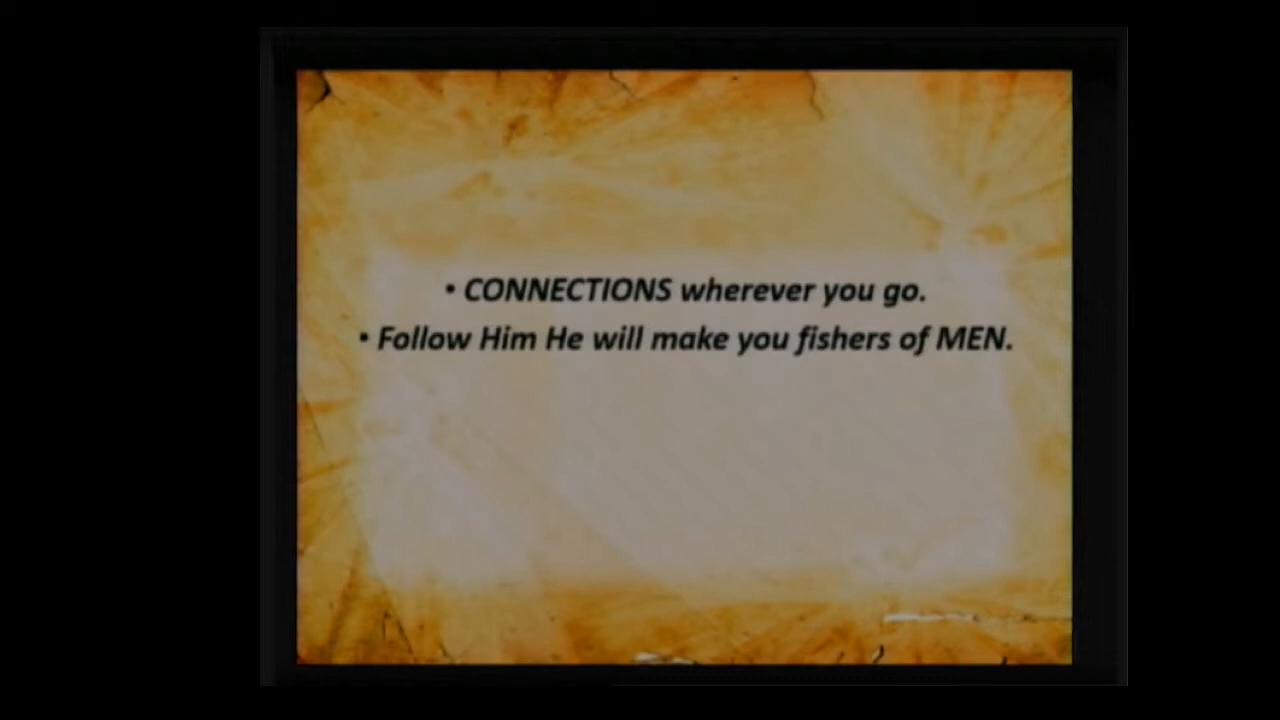 • CONNECTIONS wherever you go.
• Follow Him He will make you fishers of MEN.